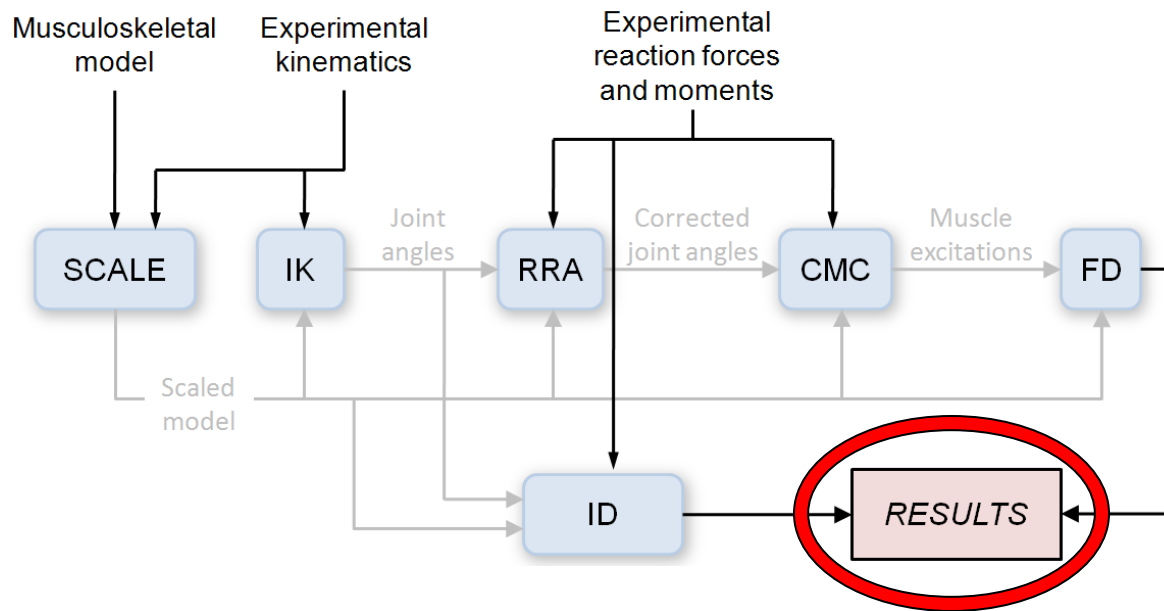 Musculoskeletal
model
Experimental
kinematics
Experimental
reaction forces
and moments
SCALE
IK
Joint
angles
RRA
Corrected
joint angles
CMC
Muscle
excitations
FD
Scaled
model
ID
RESULTS